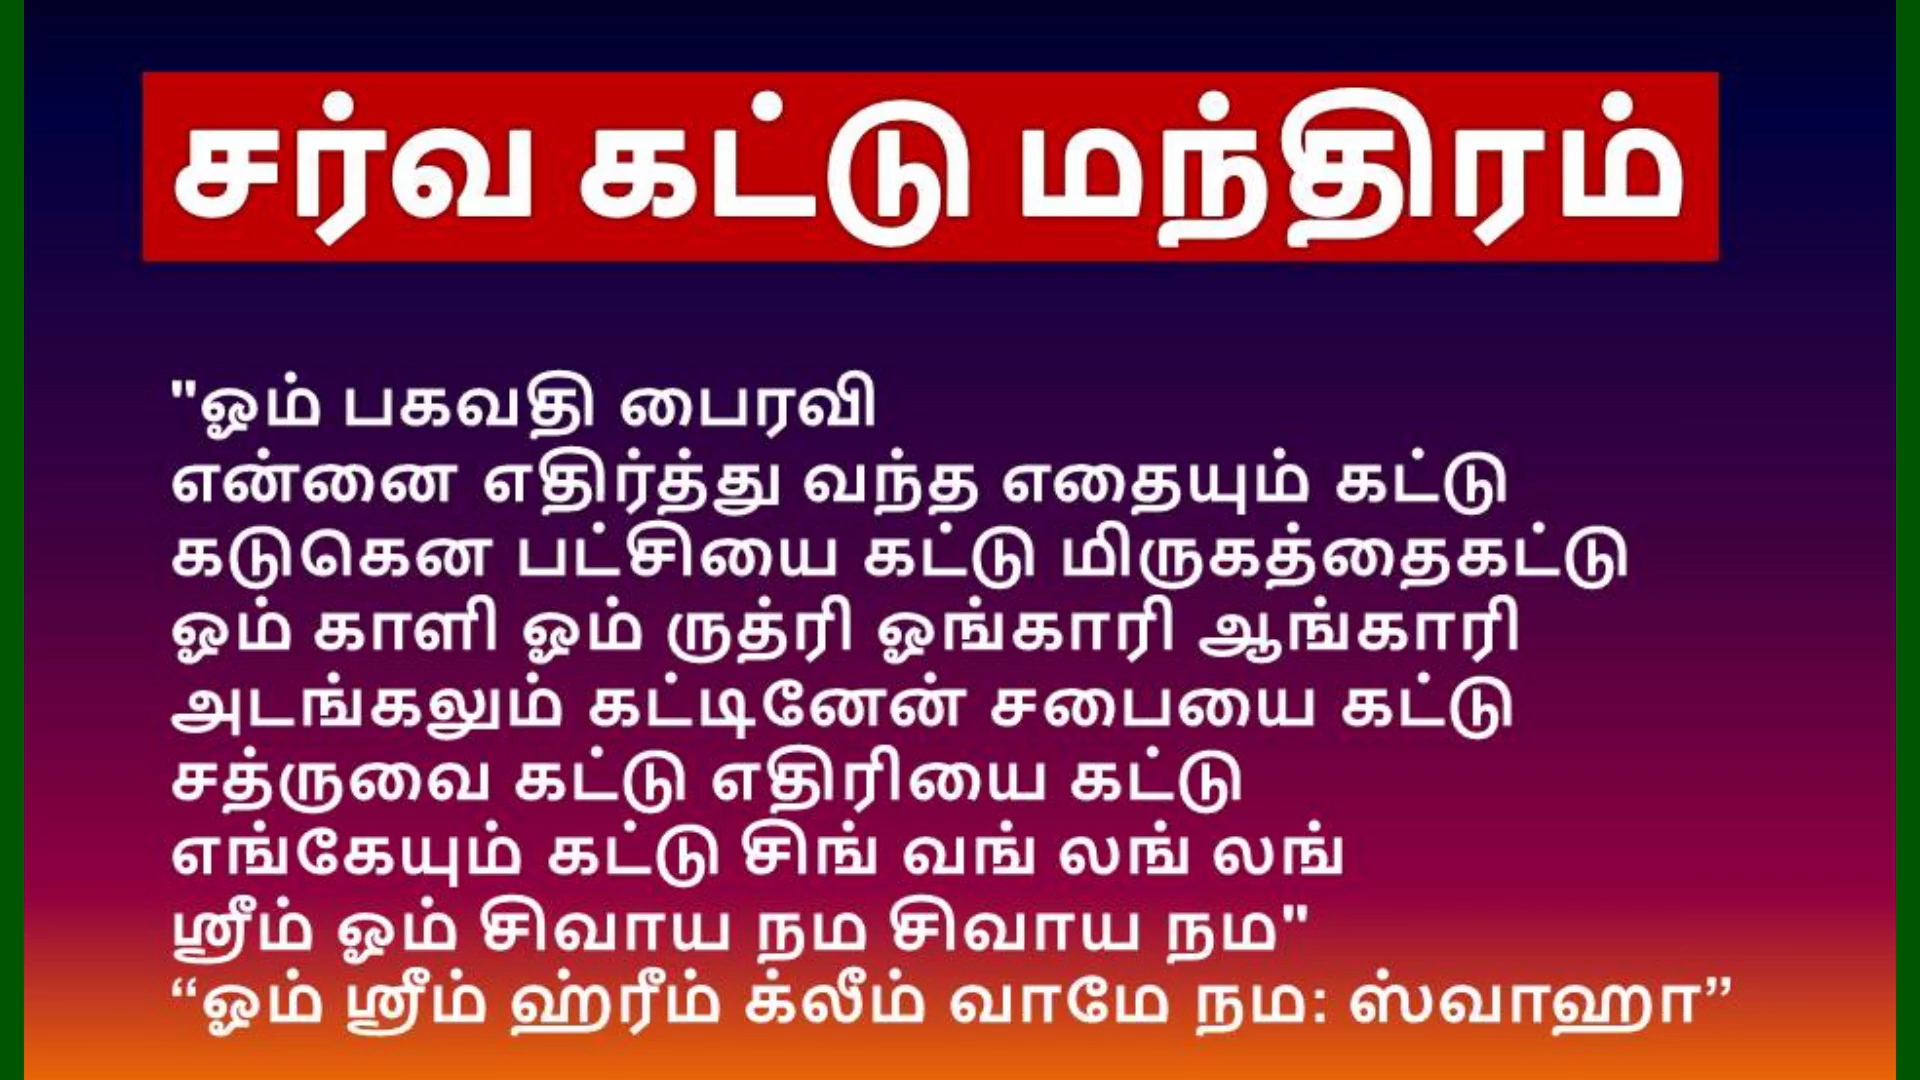 சர்வ கட்டு மந்திரம்
"ஓம் பகவதி பைரவி
என்னை எதிர்த்து வந்த எதையும் கட்டு
கடுகென பட்சியை கட்டு மிருகத்தைகட்டு
ஓம் காளி ஓம் ருத்ரி ஓங்காரி ஆங்காரி
அடங்கலும் கட்டினேன் சபையை கட்டு
சத்ருவை கட்டு எதிரியை கட்டு
எங்கேயும் கட்டு சிங் வங் லங் லங்
ஸ்ரீம் ஓம் சிவாய நம சிவாய நம"
“ஓம் ஸ்ரீம் ஹ்ரீம் க்லீம் வாமே நம: ஸ்வாஹா”